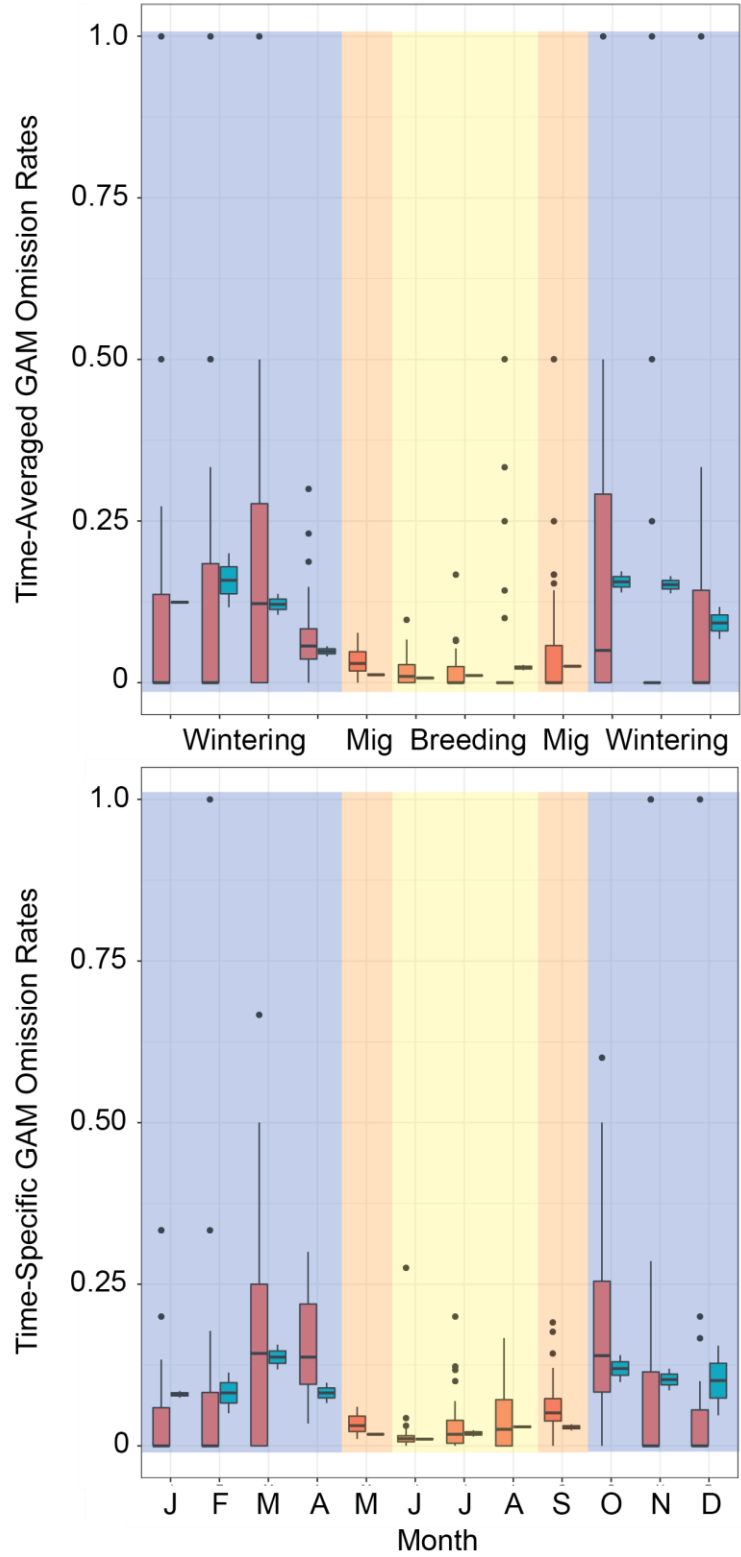 Time-Averaged GAM Omission Rates
1.0
0.75
0.50
0.25
0
Wintering Mig Breeding Mig Wintering
Time-Specific GAM Omission Rates
1.0
0.75
0.50
0.25
0
J F M A M J J A S O N D
Month